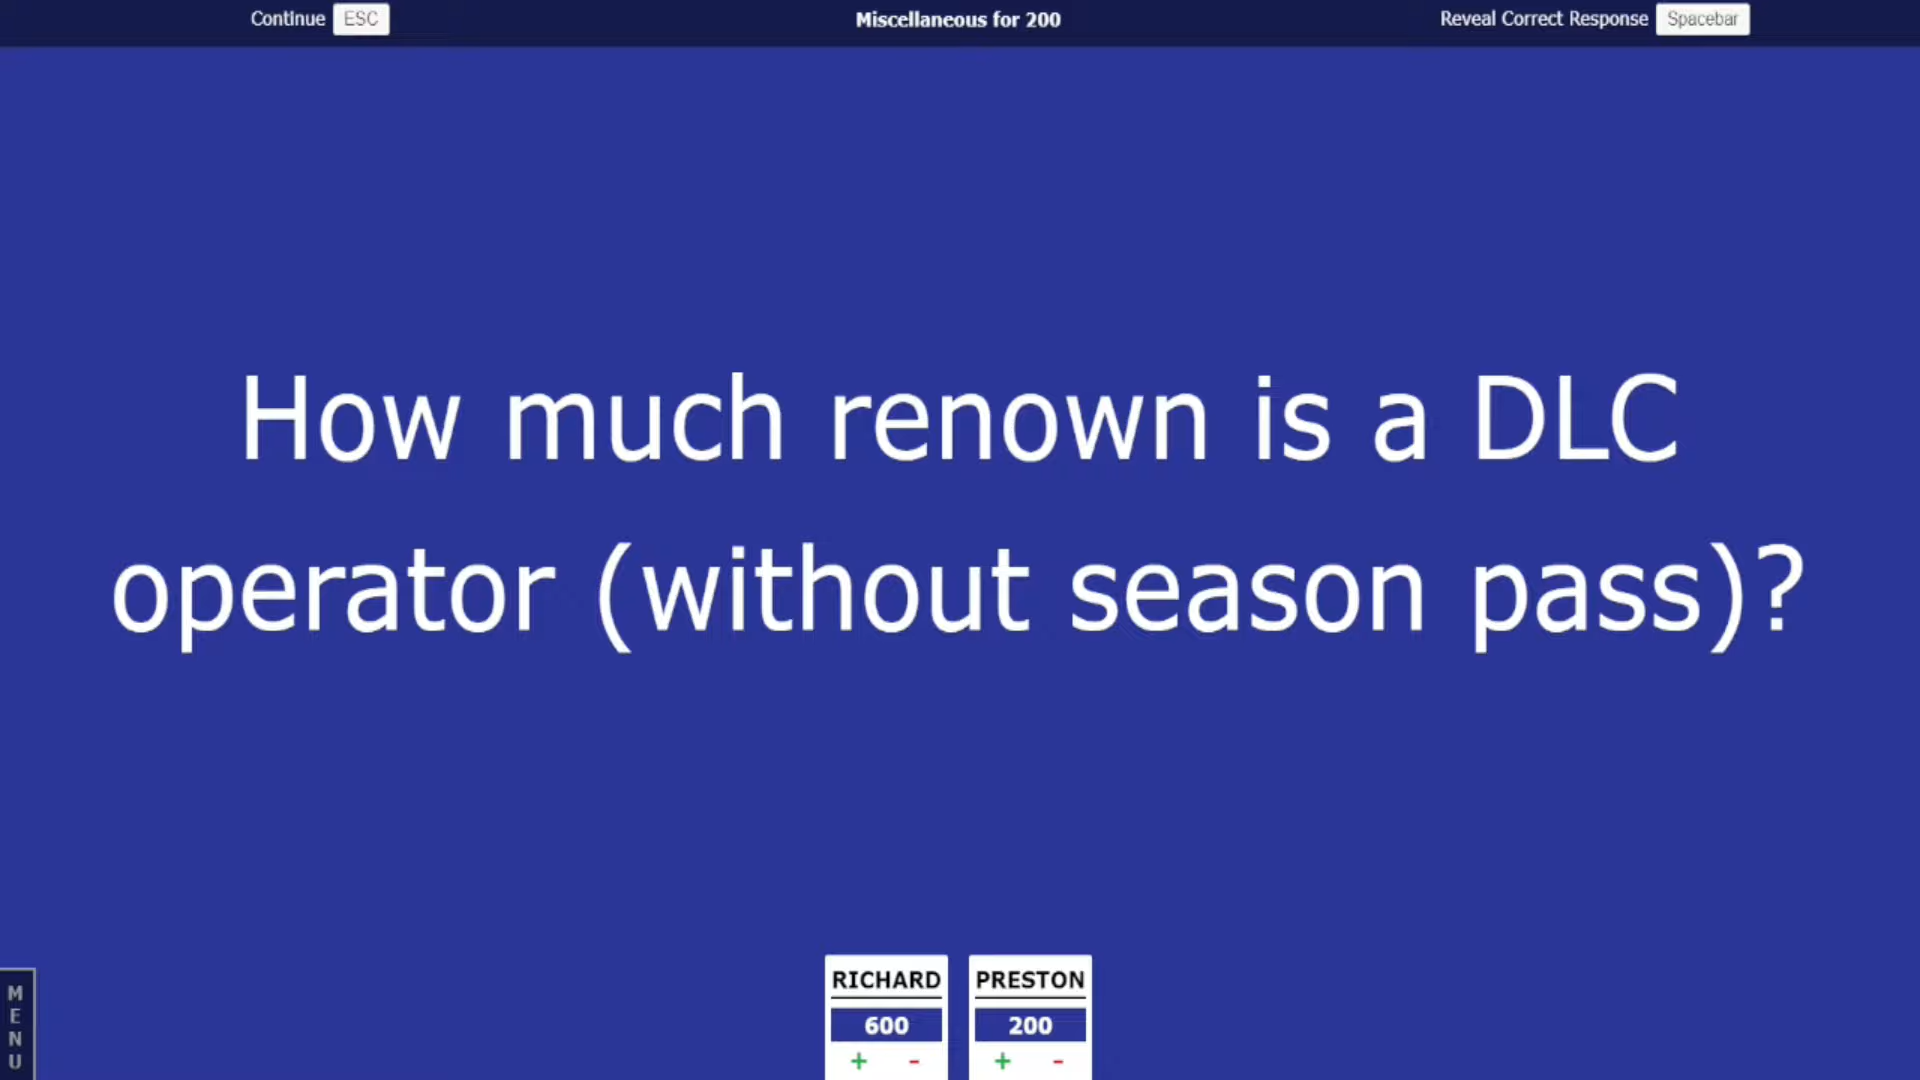 Continue ESC
Miscellaneous for 200
Reveal Correct Response Spacebar
How much renown is a DLC
operator (without season pass)?
MENU
RICHARD
600
+ -
PRESTON
200
+ -